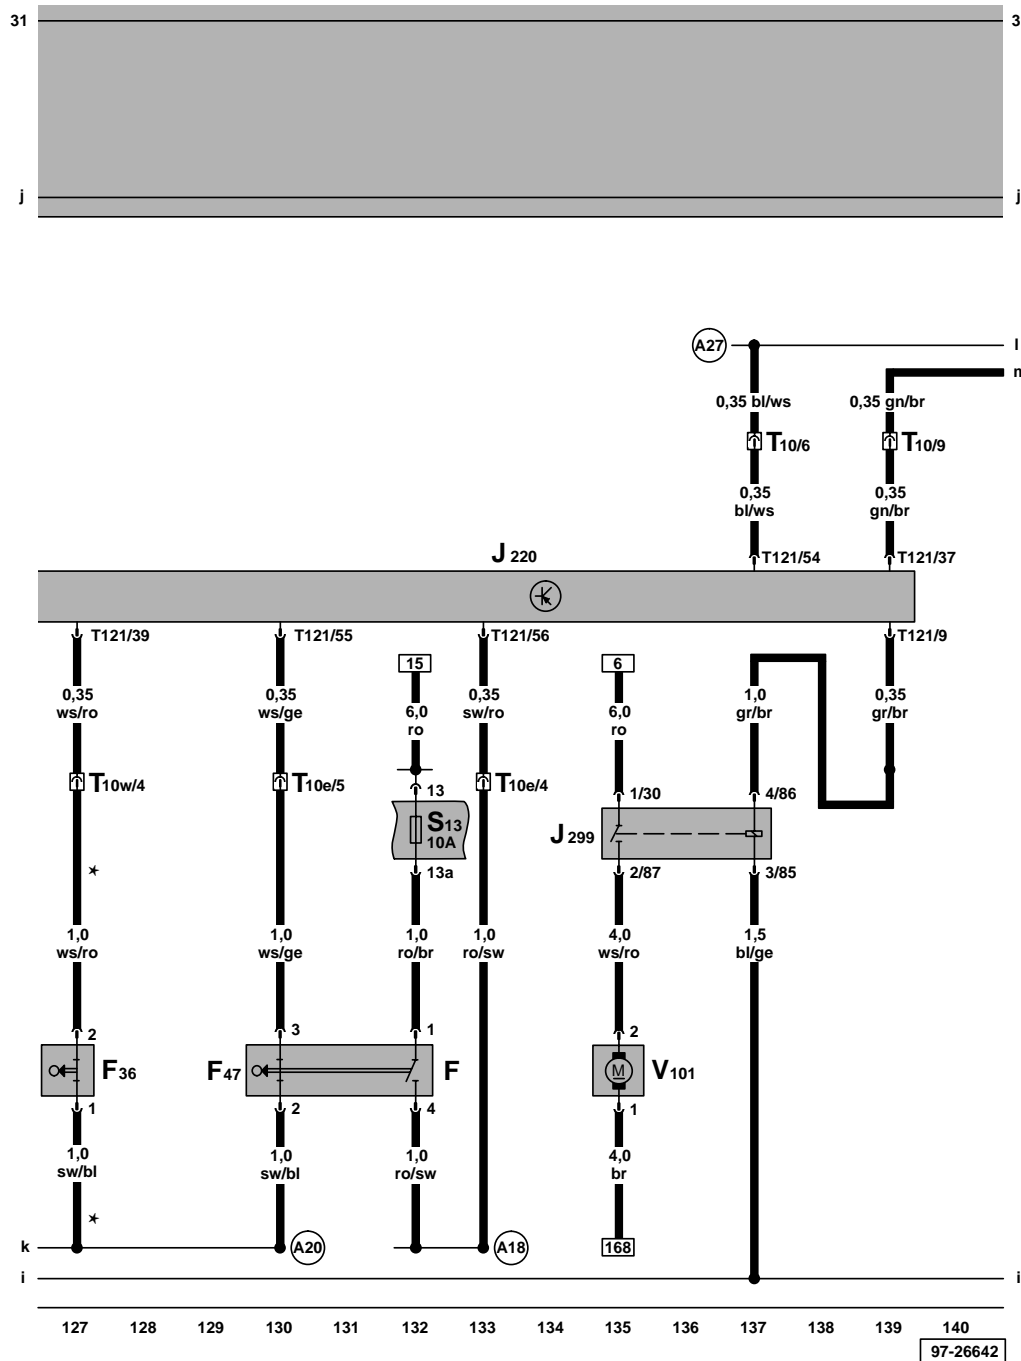 31 3
j j
A27 l
n
0,35 bl/ws 0,35 gn/br
T10/6 T10/9
0,35 0,35
bl/ws gn/br
J 220
T121/54 T121/37
T121/39 T121/55 T121/56 T121/9
15 6
0,35 0,35 6,0 0,35 6,0 1,0 0,35
ws/ro ws/ge ro sw/ro ro gr/br gr/br
T10w/4 T10e/5 T10e/4
13 1/30 4/86
S13
10A
J 299
13a 2/87 3/85
1,0 1,0 1,0 1,0 4,0 1,5
ws/ro ws/ge ro/br ro/sw ws/ro bl/ge
2 3 1 2
F36 F47 F M V101
1 2 4 1
1,0 1,0 1,0 4,0
sw/bl sw/bl ro/sw br
k A20 A18 168
i i
127 128 129 130 131 132 133 134 135 136 137 138 139 140
97-26642